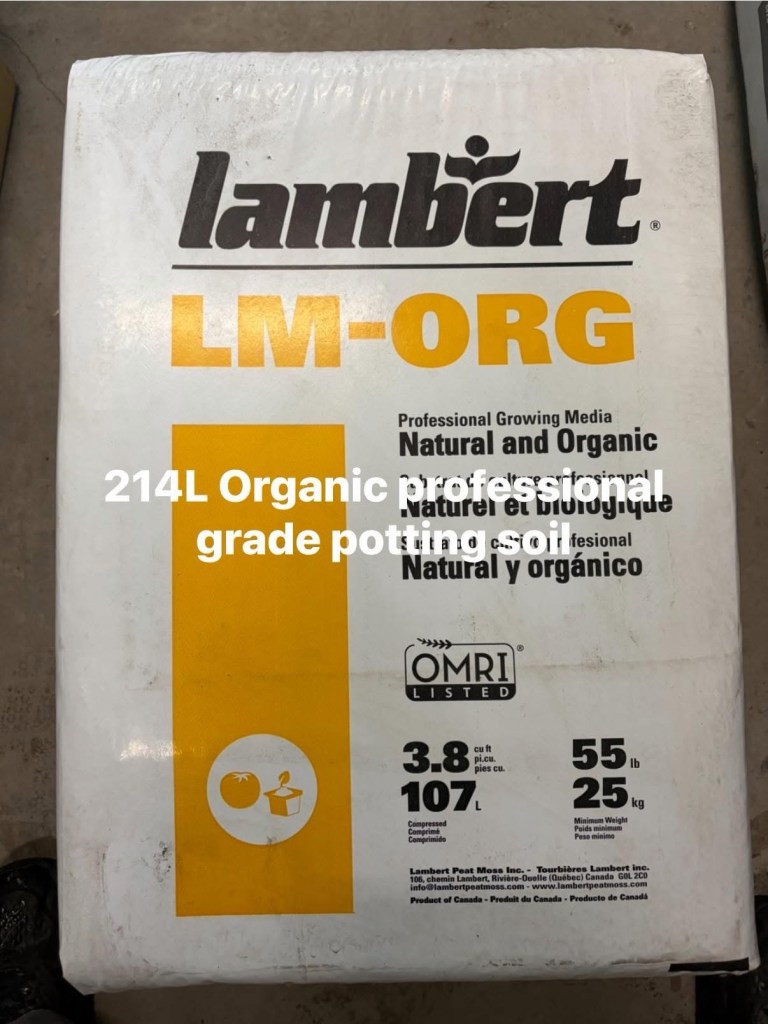 lambert®
LM-ORG
Professional Growing Media
Natural and Organic
214L Organic professional
Naturel et biologique
grade potting soil
Natural y orgánico
OMRI®
LISTED
3.8 cu ft
pi.cu.
pies cu.
55 lb
107 L
25 kg
Compressed
Comprimé
Comprimido
Minimum Weight
Poids minimum
Peso mínimo
Lambert Peat Moss Inc. - Tourbières Lambert inc.
106, chemin Lambert, Rivière-Ouelle (Québec) Canada G0L 2C0
info@lambertpeatmoss.com - www.lambertpeatmoss.com
Product of Canada - Produit du Canada - Producto de Canadá